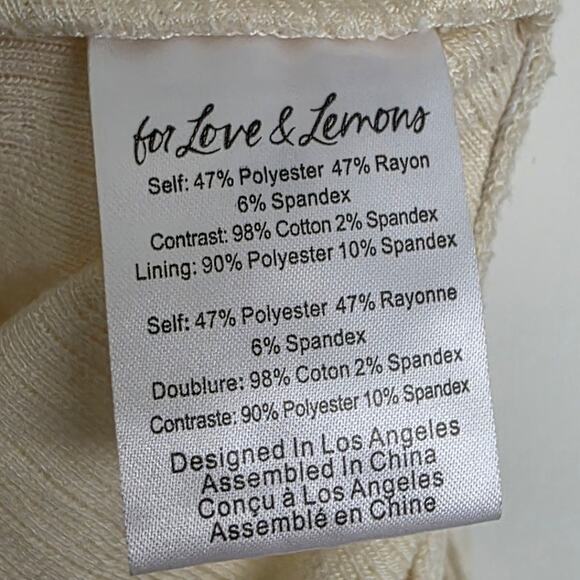 for Love & Lemons
Self: 47% Polyester 47% Rayon
6% Spandex
Contrast: 98% Cotton 2% Spandex
Lining: 90% Polyester 10% Spandex
Self: 47% Polyester 47% Rayonne
6% Spandex
Doublure: 98% Coton 2% Spandex
Contraste: 90% Polyester 10% Spandex
Designed In Los Angeles
Assembled In China
Conçu à Los Angeles
Assemblé en Chine